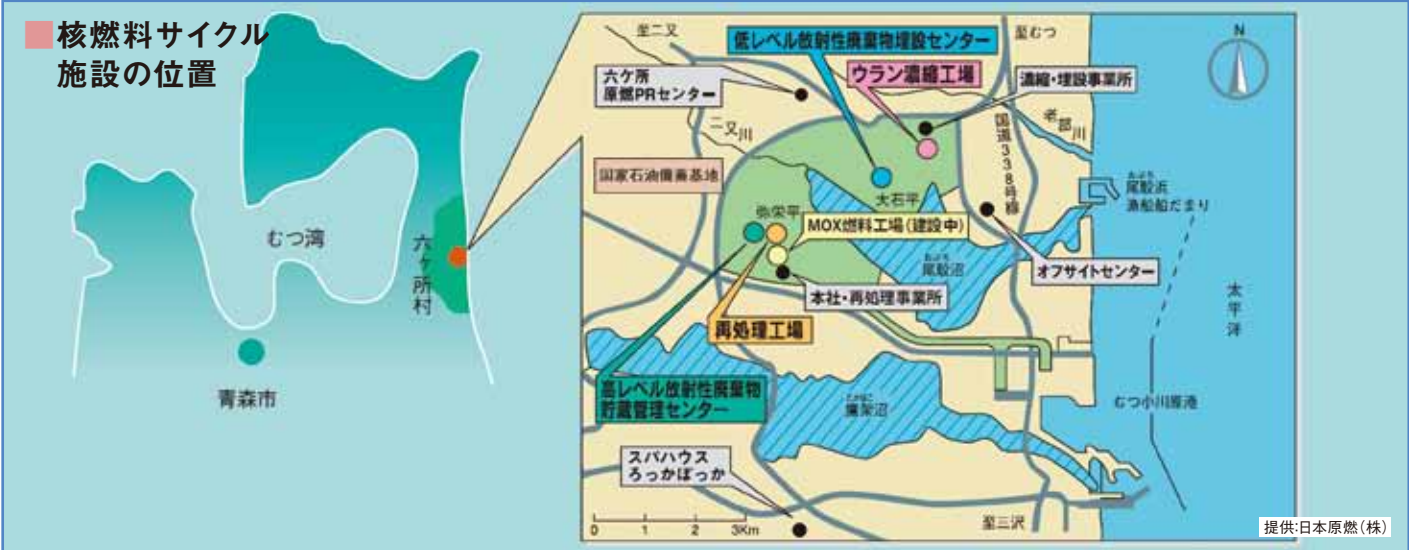 核燃料サイクル
施設の位置
むつ湾
六ケ所村
青森市
至二又
低レベル放射性廃棄物埋設センター
至むつ
N
六ケ所
原燃PRセンター
ウラン濃縮工場
濃縮・埋設事業所
二又川
国道338号線
老部川
国家石油備蓄基地
大石平
おぶち
尾駮浜
漁船船だまり
弥栄平
MOX燃料工場(建設中)
おぶち
尾駮沼
オフサイトセンター
本社・再処理事業所
太平洋
再処理工場
高レベル放射性廃棄物
貯蔵管理センター
たかほこ
鷹架沼
むつ小川原港
スパハウス
ろっかぽっか
0 1 2 3Km
至三沢
提供:日本原燃(株)